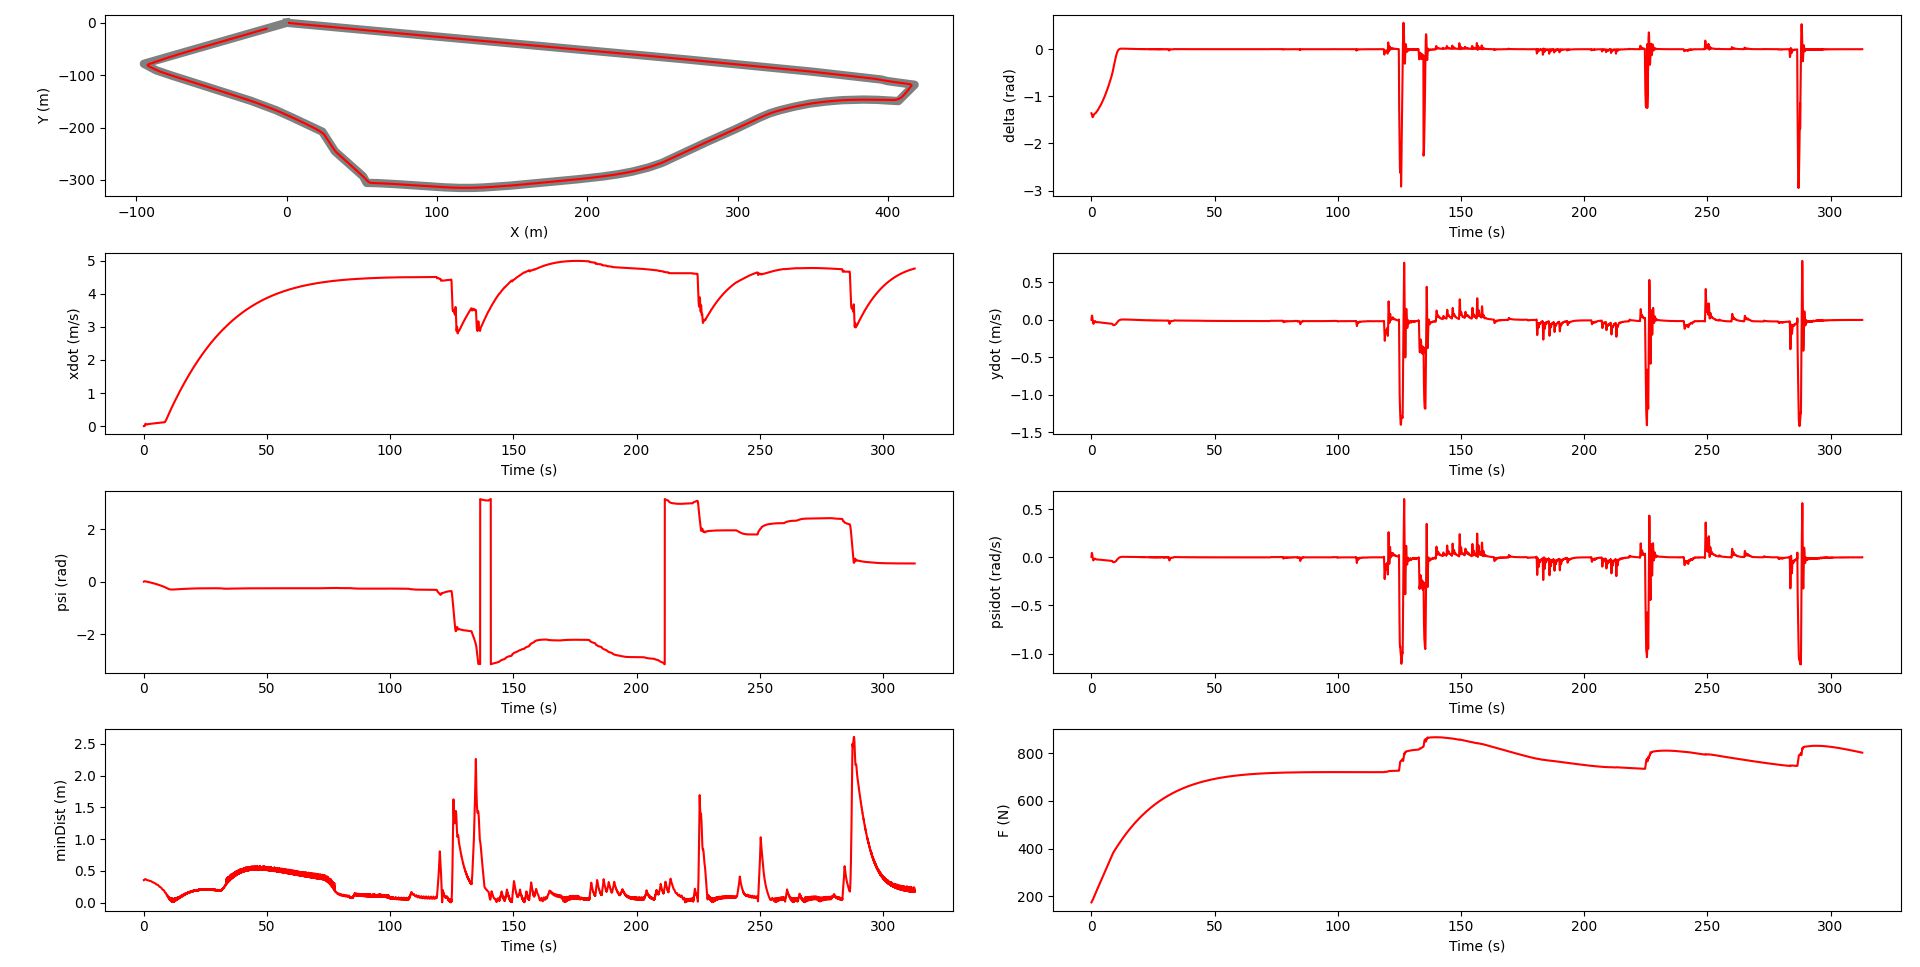 0
−100
−200
−300
Y (m)
−100 0 100 200 300 400
X (m)
0
−1
−2
−3
delta (rad)
0 50 100 150 200 250 300
Time (s)
5
4
3
2
1
0
xdot (m/s)
0 50 100 150 200 250 300
Time (s)
0.5
0.0
−0.5
−1.0
−1.5
ydot (m/s)
0 50 100 150 200 250 300
Time (s)
2
0
−2
psi (rad)
0 50 100 150 200 250 300
Time (s)
0.5
0.0
−0.5
−1.0
psidot (rad/s)
0 50 100 150 200 250 300
Time (s)
2.5
2.0
1.5
1.0
0.5
0.0
minDist (m)
0 50 100 150 200 250 300
Time (s)
800
600
400
200
F (N)
0 50 100 150 200 250 300
Time (s)